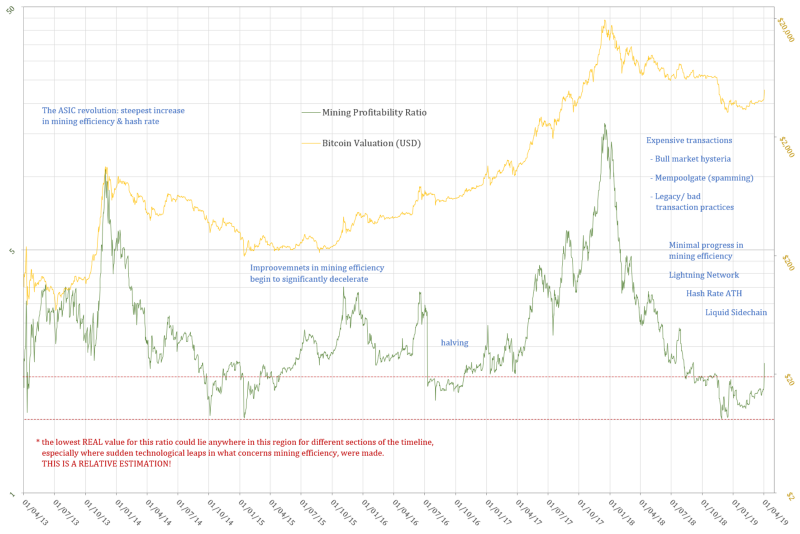 50
$20,000
The ASIC revolution: steepest increase
in mining efficiency & hash rate
Mining Profitability Ratio
Bitcoin Valuation (USD)
Expensive transactions
- Bull market hysteria
- Mempoolgate (spamming)
- Legacy/ bad
transaction practices
$2,000
5
Improovemnets in mining efficiency
begin to significantly decelerate
Minimal progress in
mining efficiency
Lightning Network
Hash Rate ATH
Liquid Sidechain
$200
halving
$20
* the lowest REAL value for this ratio could lie anywhere in this region for different sections of the timeline,
especially where sudden technological leaps in what concerns mining efficiency, were made.
THIS IS A RELATIVE ESTIMATION!
1
$2
01/04/13
01/07/13
01/10/13
01/01/14
01/04/14
01/07/14
01/10/14
01/01/15
01/04/15
01/07/15
01/10/15
01/01/16
01/04/16
01/07/16
01/10/16
01/01/17
01/04/17
01/07/17
01/10/17
01/01/18
01/04/18
01/07/18
01/10/18
01/01/19
01/04/19